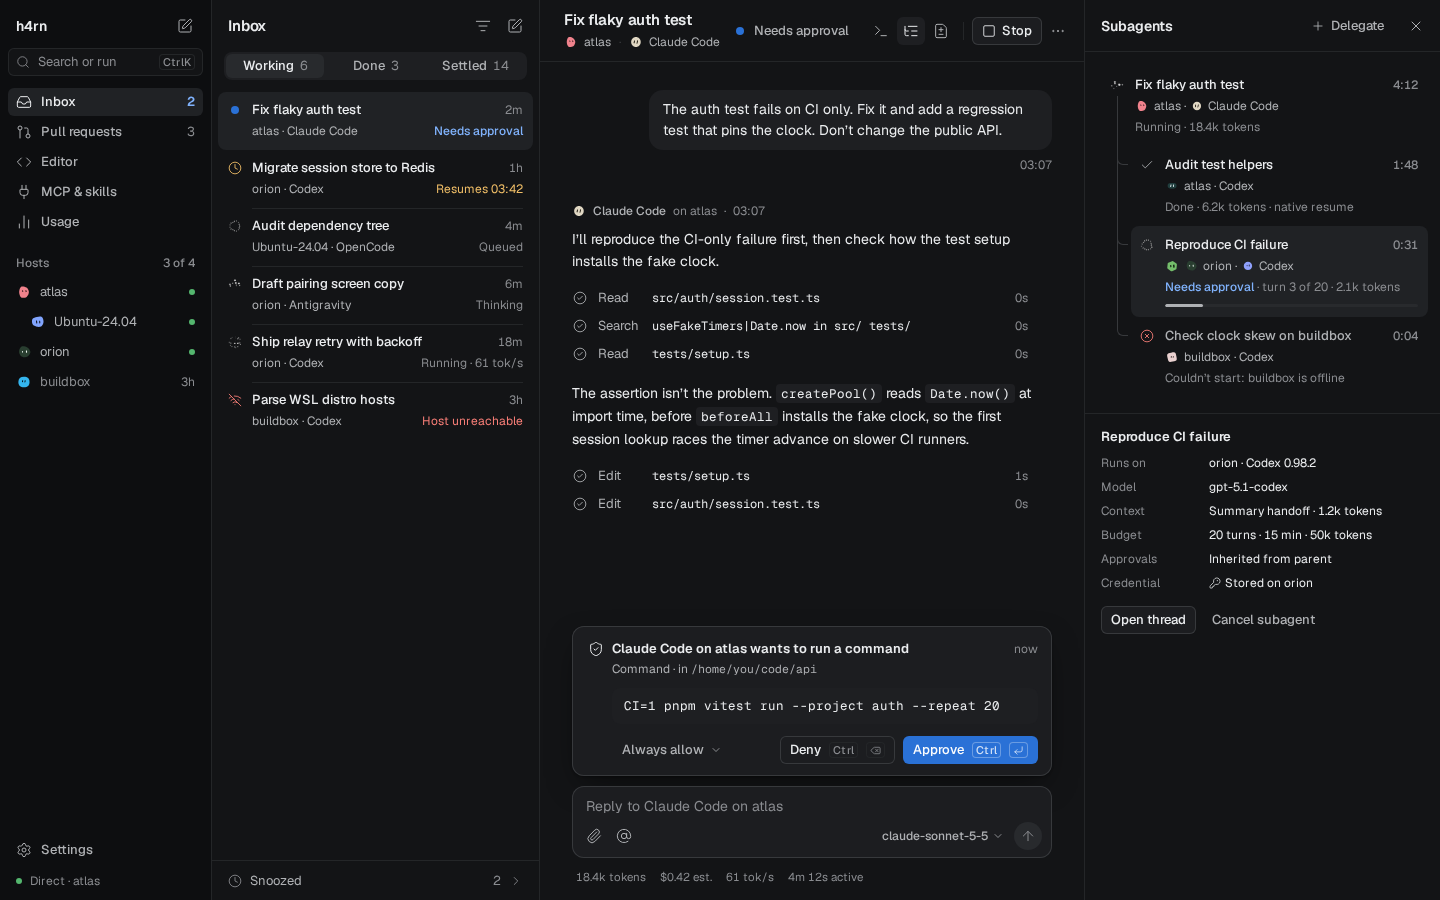 h4rn
Search or run CtrlK
Inbox 2
Pull requests 3
Editor
MCP & skills
Usage
Hosts 3 of 4
atlas
Ubuntu-24.04
orion
buildbox 3h
Settings
Direct · atlas
Inbox
Working 6 Done 3 Settled 14
Fix flaky auth test 2m
atlas · Claude Code Needs approval
Migrate session store to Redis 1h
orion · Codex Resumes 03:42
Audit dependency tree 4m
Ubuntu-24.04 · OpenCode Queued
Draft pairing screen copy 6m
orion · Antigravity Thinking
Ship relay retry with backoff 18m
orion · Codex Running · 61 tok/s
Parse WSL distro hosts 3h
buildbox · Codex Host unreachable
Snoozed 2
Fix flaky auth test
atlas · Claude Code
Needs approval
Stop
The auth test fails on CI only. Fix it and add a regression
test that pins the clock. Don't change the public API.
03:07
Claude Code on atlas · 03:07
I'll reproduce the CI-only failure first, then check how the test setup
installs the fake clock.
Read src/auth/session.test.ts 0s
Search useFakeTimers|Date.now in src/ tests/ 0s
Read tests/setup.ts 0s
The assertion isn't the problem. createPool() reads Date.now() at
import time, before beforeAll installs the fake clock, so the first
session lookup races the timer advance on slower CI runners.
Edit tests/setup.ts 1s
Edit src/auth/session.test.ts 0s
Claude Code on atlas wants to run a command now
Command · in /home/you/code/api
CI=1 pnpm vitest run --project auth --repeat 20
Always allow Deny Ctrl Approve Ctrl
Reply to Claude Code on atlas
claude-sonnet-5-5
18.4k tokens $0.42 est. 61 tok/s 4m 12s active
Subagents
Delegate
Fix flaky auth test 4:12
atlas · Claude Code
Running · 18.4k tokens
Audit test helpers 1:48
atlas · Codex
Done · 6.2k tokens · native resume
Reproduce CI failure 0:31
orion · Codex
Needs approval · turn 3 of 20 · 2.1k tokens
Check clock skew on buildbox 0:04
buildbox · Codex
Couldn't start: buildbox is offline
Reproduce CI failure
Runs on orion · Codex 0.98.2
Model gpt-5.1-codex
Context Summary handoff · 1.2k tokens
Budget 20 turns · 15 min · 50k tokens
Approvals Inherited from parent
Credential Stored on orion
Open thread Cancel subagent